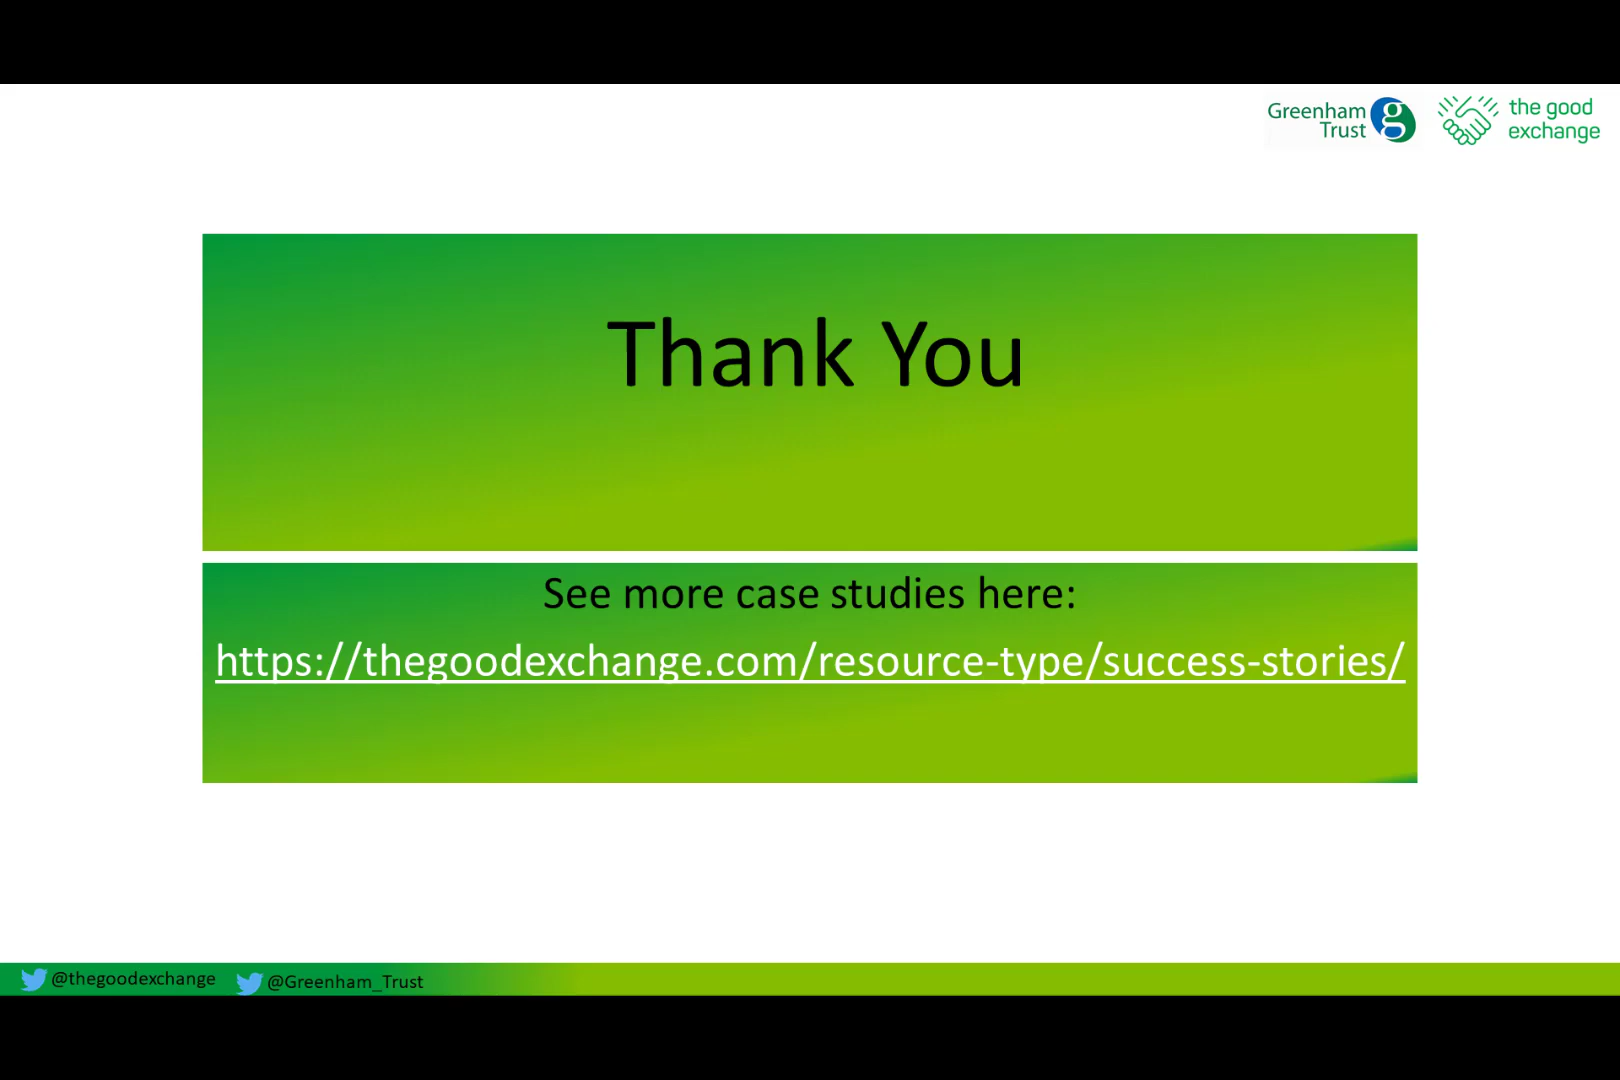 Greenham
Trust
g
the good
exchange
Thank You
See more case studies here:
https://thegoodexchange.com/resource-type/success-stories/
@thegoodexchange
@Greenham_Trust